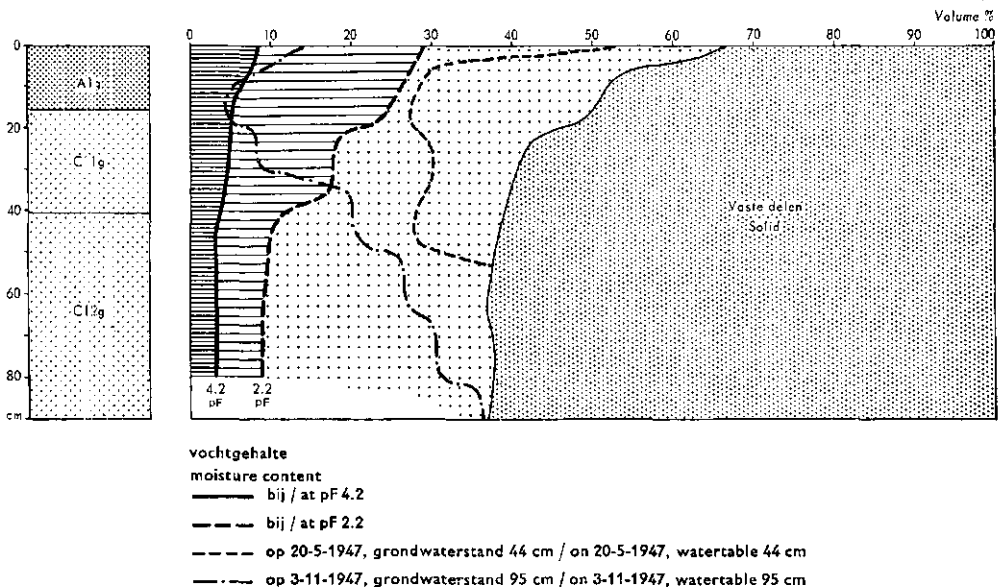 Volume %
0 10 20 30 40 50 60 70 80 90 100
0
20
40
60
80
cm
C11g
C12g
Vaste delen
Solid
4.2 2.2
pF pF
vochtgehalte
moisture content
bij / at pF 4.2
bij / at pF 2.2
op 20-5-1947, grondwaterstand 44 cm / on 20-5-1947, watertable 44 cm
op 3-11-1947, grondwaterstand 95 cm / on 3-11-1947, watertable 95 cm